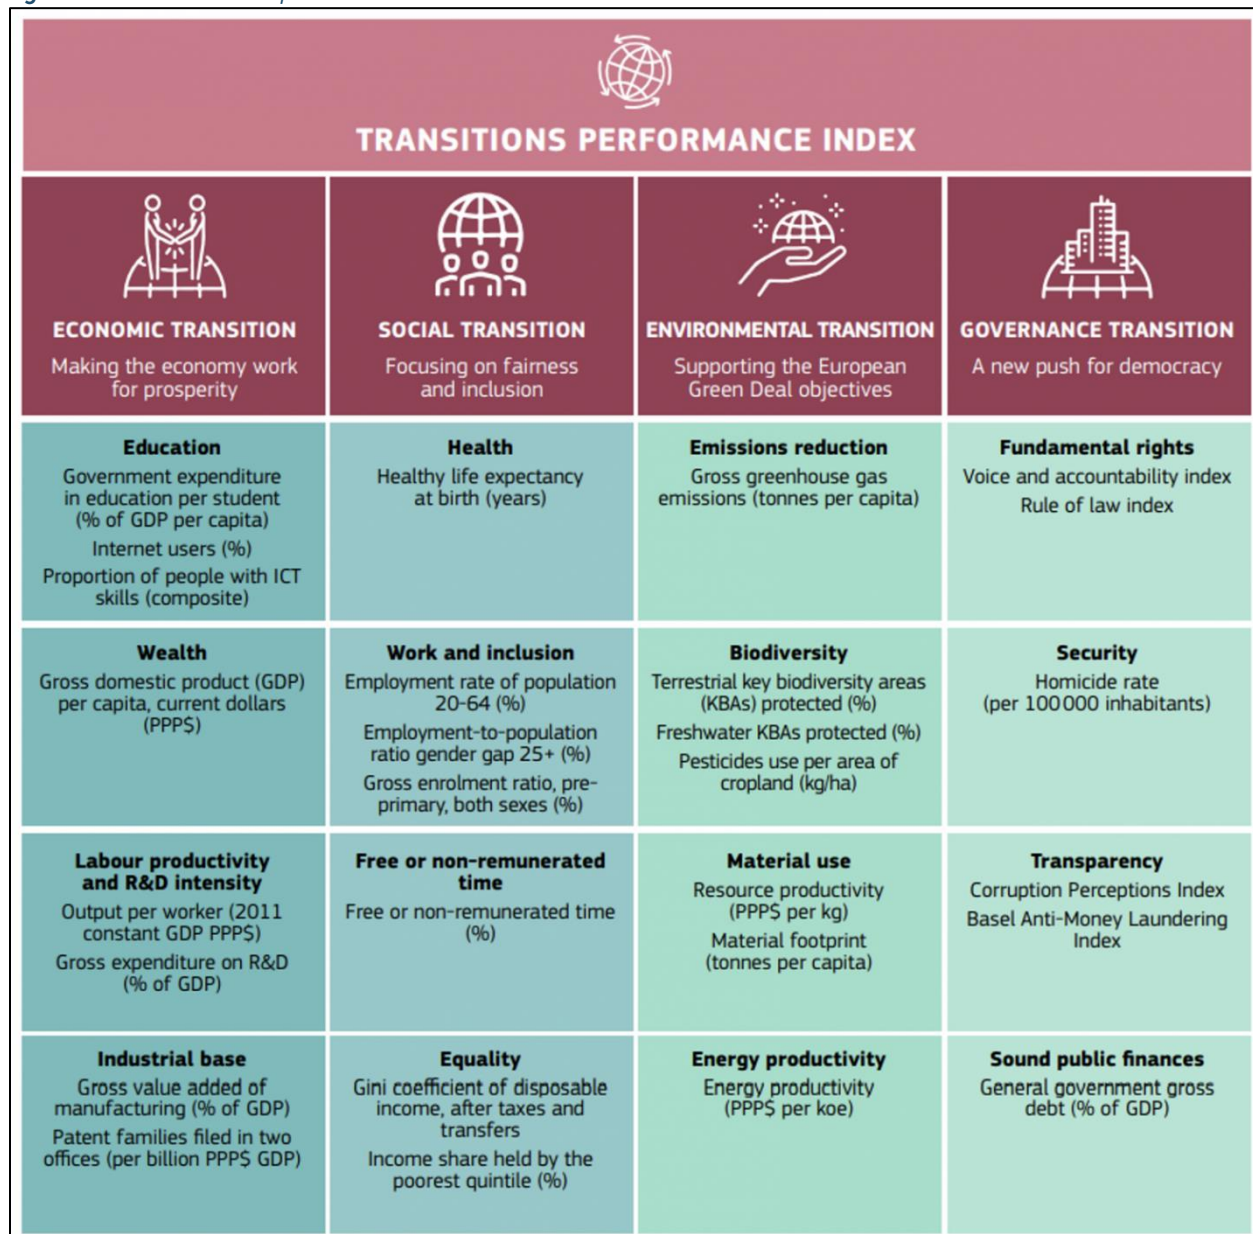 TRANSITIONS PERFORMANCE INDEX
ECONOMIC TRANSITION
Making the economy work
for prosperity
SOCIAL TRANSITION
Focusing on fairness
and inclusion
ENVIRONMENTAL TRANSITION
Supporting the European
Green Deal objectives
GOVERNANCE TRANSITION
A new push for democracy
Education
Government expenditure
in education per student
(% of GDP per capita)
Internet users (%)
Proportion of people with ICT
skills (composite)
Health
Healthy life expectancy
at birth (years)
Emissions reduction
Gross greenhouse gas
emissions (tonnes per capita)
Fundamental rights
Voice and accountability index
Rule of law index
Wealth
Gross domestic product (GDP)
per capita, current dollars
(PPP$)
Work and inclusion
Employment rate of population
20-64 (%)
Employment-to-population
ratio gender gap 25+ (%)
Gross enrolment ratio, pre-
primary, both sexes (%)
Biodiversity
Terrestrial key biodiversity areas
(KBAs) protected (%)
Freshwater KBAs protected (%)
Pesticides use per area of
cropland (kg/ha)
Security
Homicide rate
(per 100 000 inhabitants)
Labour productivity
and R&D intensity
Output per worker (2011
constant GDP PPP$)
Gross expenditure on R&D
(% of GDP)
Free or non-remunerated
time
Free or non-remunerated time
(%)
Material use
Resource productivity
(PPP$ per kg)
Material footprint
(tonnes per capita)
Transparency
Corruption Perceptions Index
Basel Anti-Money Laundering
Index
Industrial base
Gross value added of
manufacturing (% of GDP)
Patent families filed in two
offices (per billion PPP$ GDP)
Equality
Gini coefficient of disposable
income, after taxes and
transfers
Income share held by the
poorest quintile (%)
Energy productivity
Energy productivity
(PPP$ per koe)
Sound public finances
General government gross
debt (% of GDP)